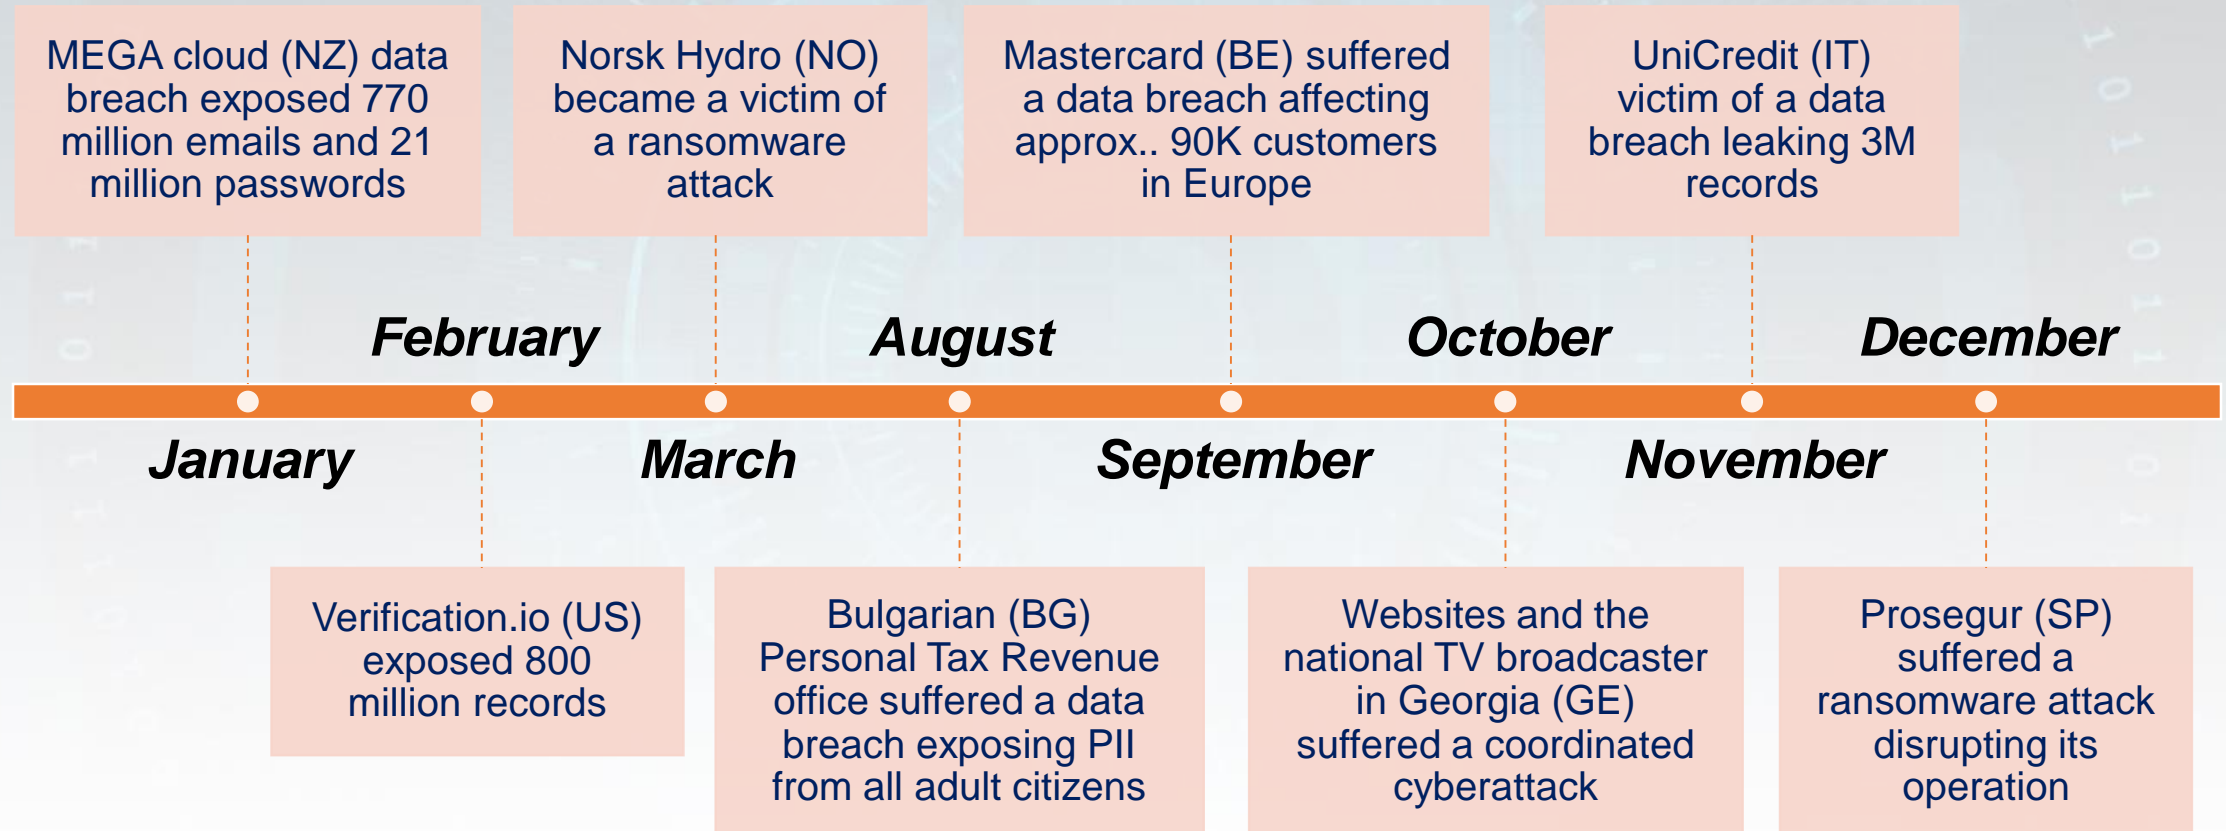 MEGA cloud (NZ) data
breach exposed 770
million emails and 21
million passwords
Norsk Hydro (NO)
became a victim of
a ransomware
attack
Mastercard (BE) suffered
a data breach affecting
approx.. 90K customers
in Europe
UniCredit (IT)
victim of a data
breach leaking 3M
records
February
August
October
December
January
March
September
November
Verification.io (US)
exposed 800
million records
Bulgarian (BG)
Personal Tax Revenue
office suffered a data
breach exposing PII
from all adult citizens
Websites and the
national TV broadcaster
in Georgia (GE)
suffered a coordinated
cyberattack
Prosegur (SP)
suffered a
ransomware attack
disrupting its
operation